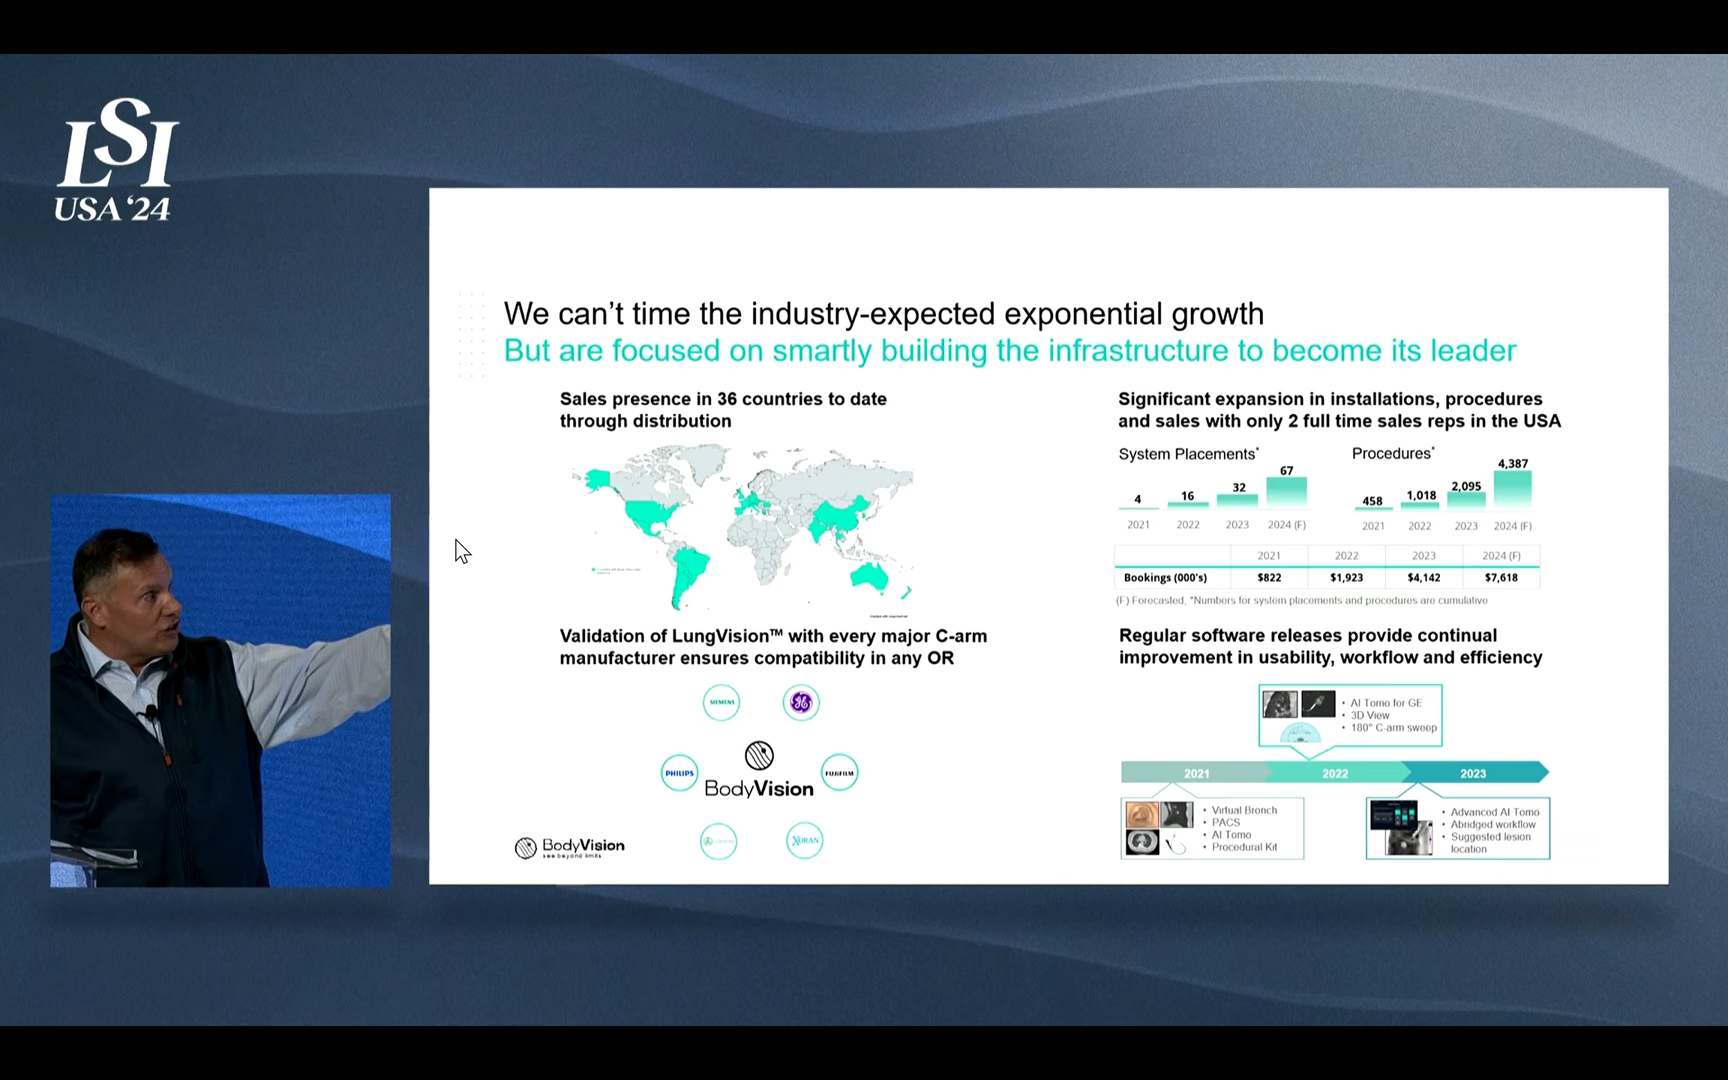 LSI
USA '24
We can't time the industry-expected exponential growth
But are focused on smartly building the infrastructure to become its leader
Sales presence in 36 countries to date
through distribution
Significant expansion in installations, procedures
and sales with only 2 full time sales reps in the USA
System Placements*
4
16
32
67
2021
2022
2023
2024 (F)
Procedures*
458
1,018
2,095
4,387
2021
2022
2023
2024 (F)
2021 2022 2023 2024 (F)
Bookings (000's) $822 $1,923 $4,142 $7,618
(F) Forecasted, *Numbers for system placements and procedures are cumulative
Validation of LungVision™ with every major C-arm
manufacturer ensures compatibility in any OR
SIEMENS
GE
PHILIPS
BodyVision
FUJIFILM
XORAN
BodyVision
see beyond limits
Regular software releases provide continual
improvement in usability, workflow and efficiency
• AI Tomo for GE
• 3D View
• 180° C-arm sweep
2021
2022
2023
• Virtual Bronch
• PACS
• AI Tomo
• Procedural Kit
• Advanced AI Tomo
• Abridged workflow
• Suggested lesion
location